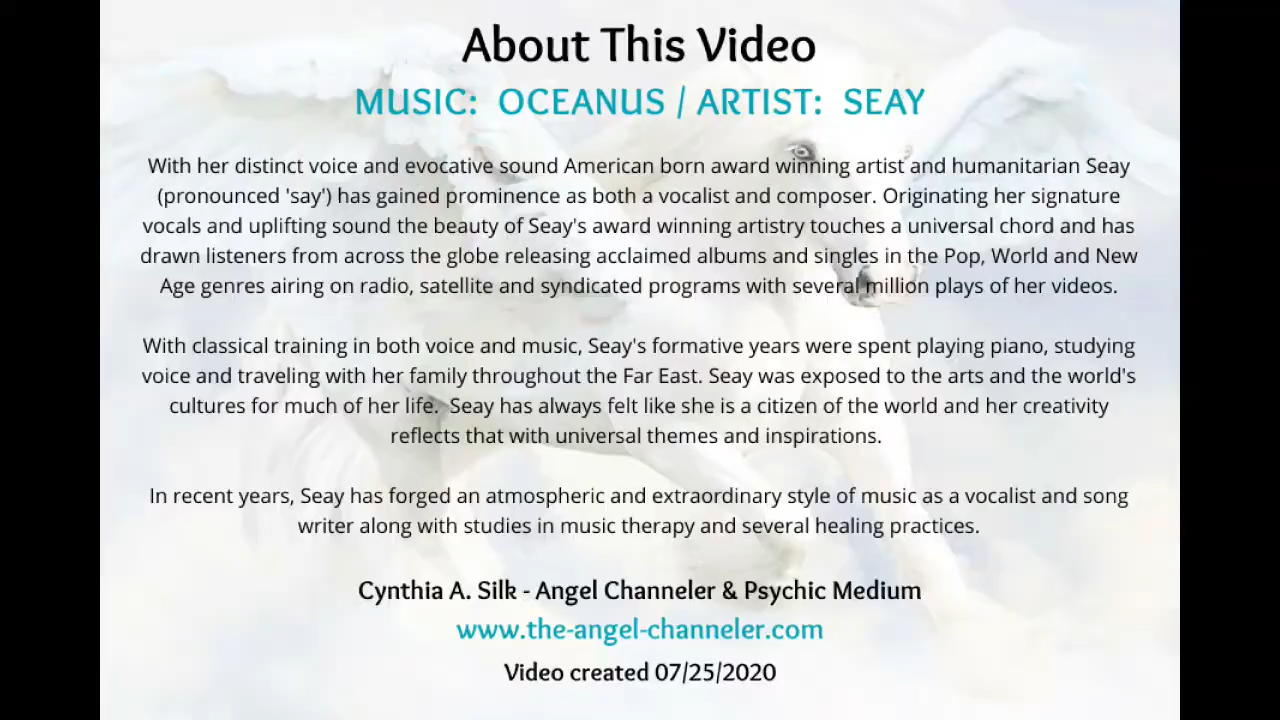 About This Video
MUSIC:  OCEANUS / ARTIST:  SEAY
With her distinct voice and evocative sound American born award winning artist and humanitarian Seay
(pronounced 'say') has gained prominence as both a vocalist and composer. Originating her signature
vocals and uplifting sound the beauty of Seay's award winning artistry touches a universal chord and has
drawn listeners from across the globe releasing acclaimed albums and singles in the Pop, World and New
Age genres airing on radio, satellite and syndicated programs with several million plays of her videos.
With classical training in both voice and music, Seay's formative years were spent playing piano, studying
voice and traveling with her family throughout the Far East. Seay was exposed to the arts and the world's
cultures for much of her life.  Seay has always felt like she is a citizen of the world and her creativity
reflects that with universal themes and inspirations.
In recent years, Seay has forged an atmospheric and extraordinary style of music as a vocalist and song
writer along with studies in music therapy and several healing practices.
Cynthia A. Silk - Angel Channeler & Psychic Medium
www.the-angel-channeler.com
Video created 07/25/2020